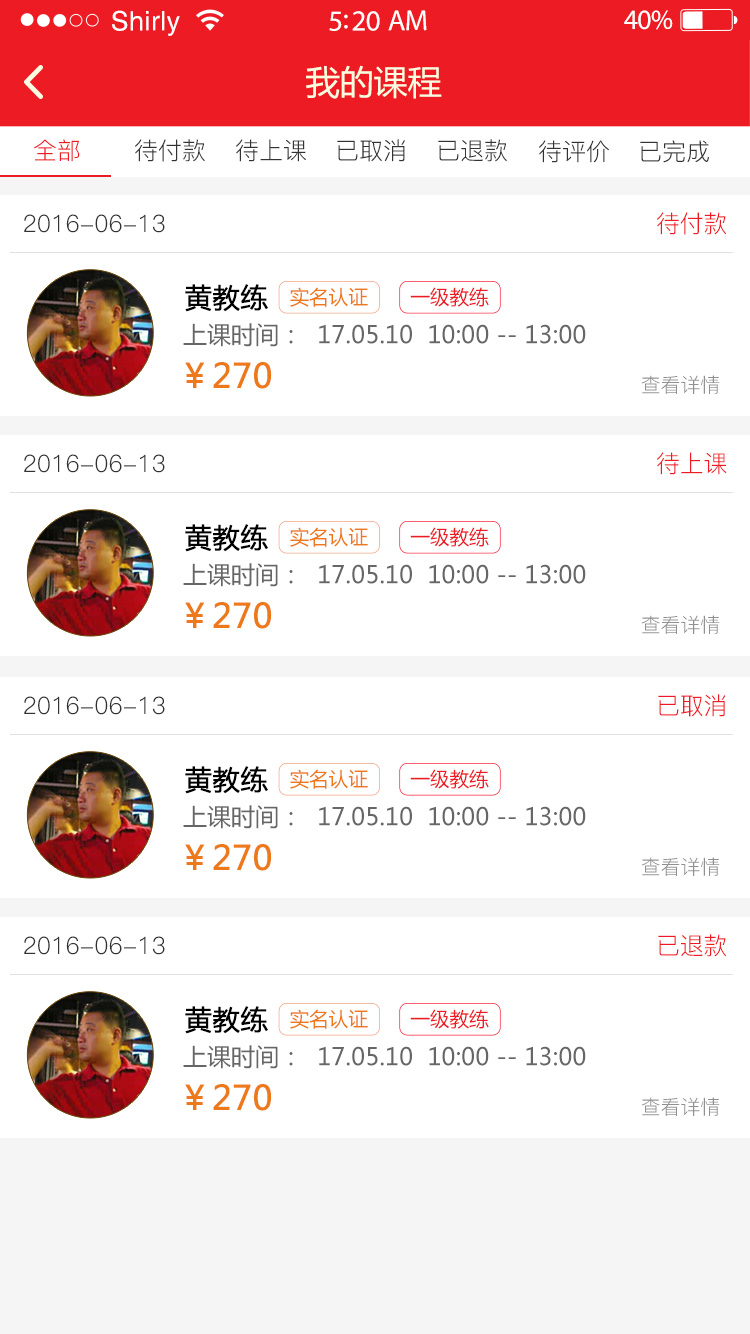 Shirly 5:20 AM 40%
我的课程
全部 待付款 待上课 已取消 已退款 待评价 已完成
2016-06-13 待付款
黄教练 实名认证 一级教练
上课时间： 17.05.10 10:00 -- 13:00
¥ 270
查看详情
2016-06-13 待上课
黄教练 实名认证 一级教练
上课时间： 17.05.10 10:00 -- 13:00
¥ 270
查看详情
2016-06-13 已取消
黄教练 实名认证 一级教练
上课时间： 17.05.10 10:00 -- 13:00
¥ 270
查看详情
2016-06-13 已退款
黄教练 实名认证 一级教练
上课时间： 17.05.10 10:00 -- 13:00
¥ 270
查看详情